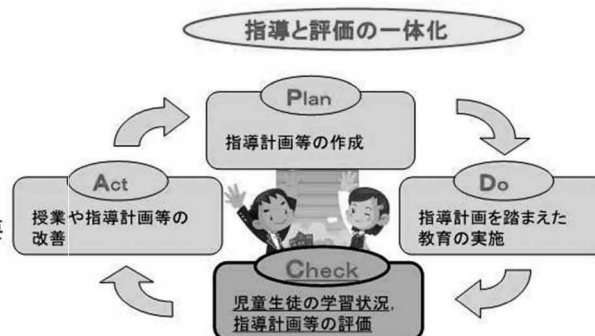 指導と評価の一体化
Plan
指導計画等の作成
Act
授業や指導計画等の
改善
Do
指導計画を踏まえた
教育の実施
Check
児童生徒の学習状況,
指導計画等の評価